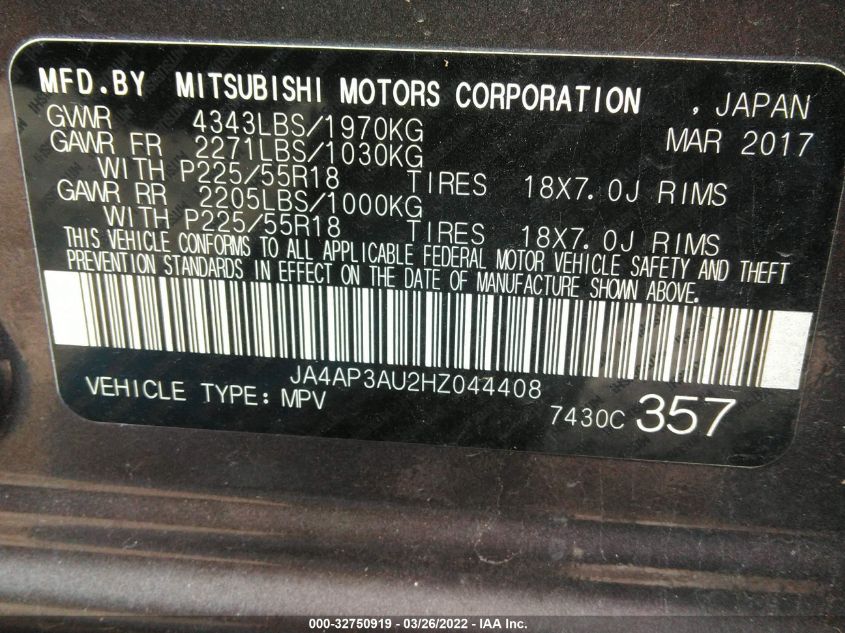 MFD.BY MITSUBISHI MOTORS CORPORATION , JAPAN
GVWR 4343LBS/1970KG MAR 2017
GAWR FR 2271LBS/1030KG
WITH P225/55R18 TIRES 18X7.0J RIMS
GAWR RR 2205LBS/1000KG
WITH P225/55R18 TIRES 18X7.0J RIMS
THIS VEHICLE CONFORMS TO ALL APPLICABLE FEDERAL MOTOR VEHICLE SAFETY AND THEFT
PREVENTION STANDARDS IN EFFECT ON THE DATE OF MANUFACTURE SHOWN ABOVE.
JA4AP3AU2HZ044408
VEHICLE TYPE: MPV
7430C 357
000-32750919 - 03/26/2022 - IAA Inc.